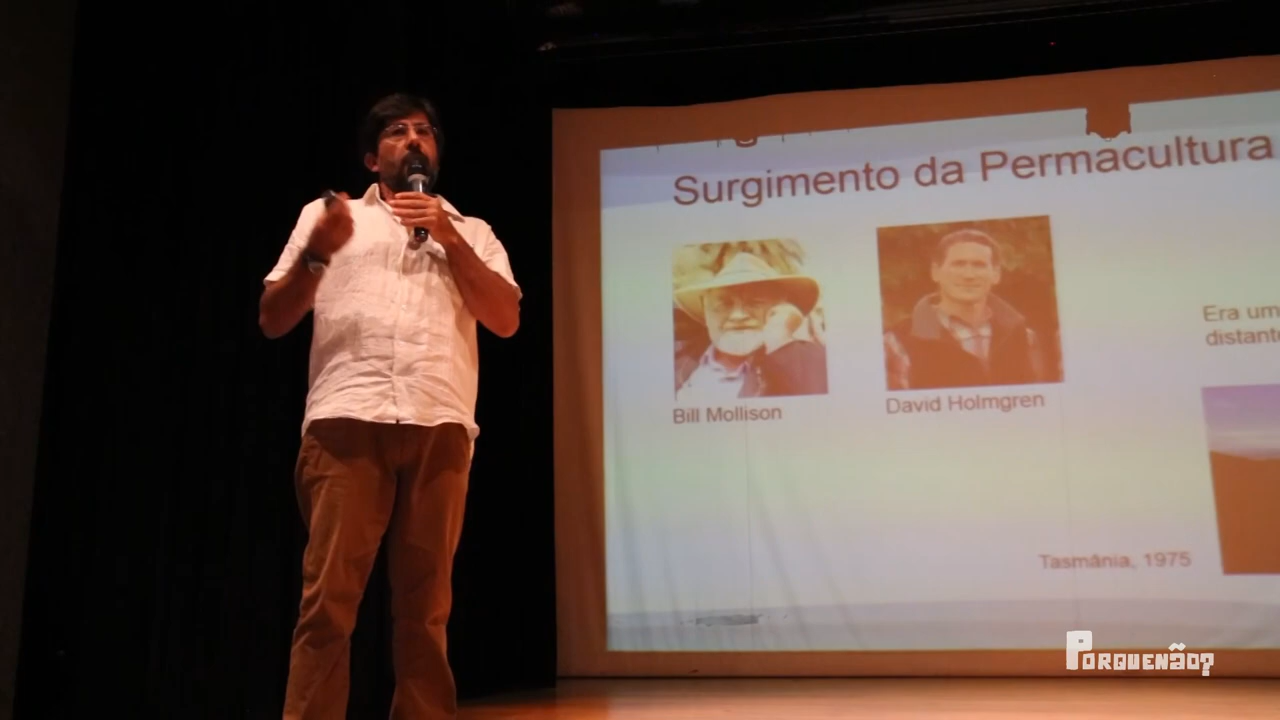 Surgimento da Permacultura
Bill Mollison
David Holmgren
Era um
distant
Tasmânia, 1975
PORQUENÃO?